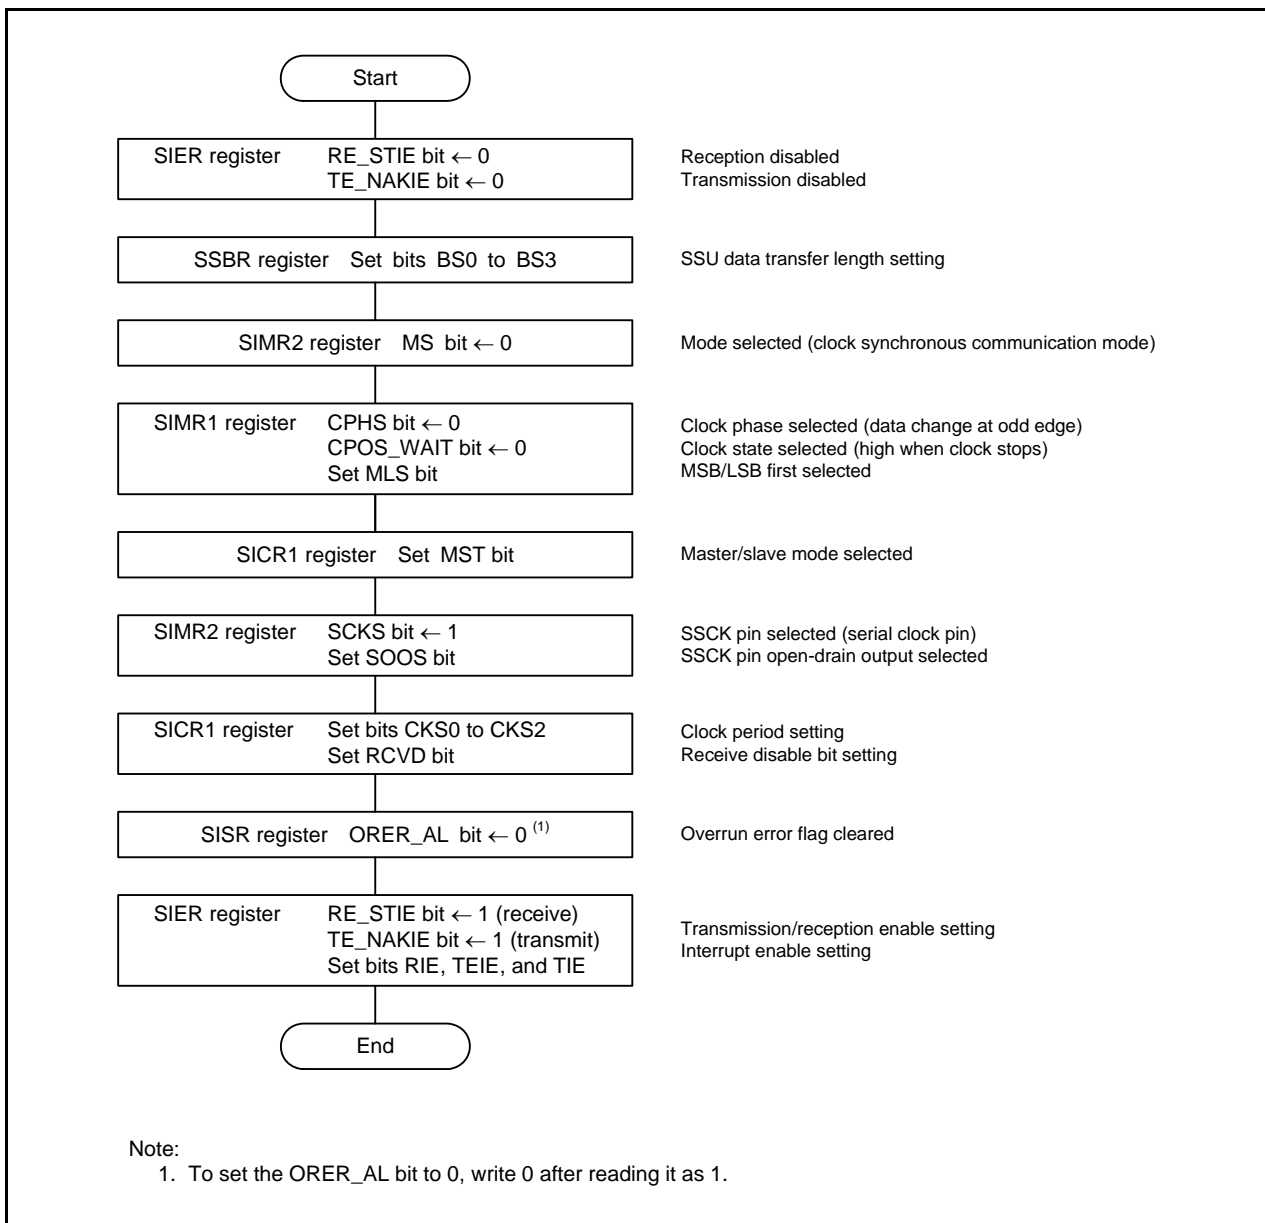 Start
SIER register RE_STIE bit ← 0 Reception disabled
TE_NAKIE bit ← 0 Transmission disabled
SSBR register Set bits BS0 to BS3 SSU data transfer length setting
SIMR2 register MS bit ← 0 Mode selected (clock synchronous communication mode)
SIMR1 register CPHS bit ← 0 Clock phase selected (data change at odd edge)
CPOS_WAIT bit ← 0 Clock state selected (high when clock stops)
Set MLS bit MSB/LSB first selected
SICR1 register Set MST bit Master/slave mode selected
SIMR2 register SCKS bit ← 1 SSCK pin selected (serial clock pin)
Set SOOS bit SSCK pin open-drain output selected
SICR1 register Set bits CKS0 to CKS2 Clock period setting
Set RCVD bit Receive disable bit setting
SISR register ORER_AL bit ← 0 (1) Overrun error flag cleared
SIER register RE_STIE bit ← 1 (receive)
TE_NAKIE bit ← 1 (transmit) Transmission/reception enable setting
Set bits RIE, TEIE, and TIE Interrupt enable setting
End
Note:
1. To set the ORER_AL bit to 0, write 0 after reading it as 1.